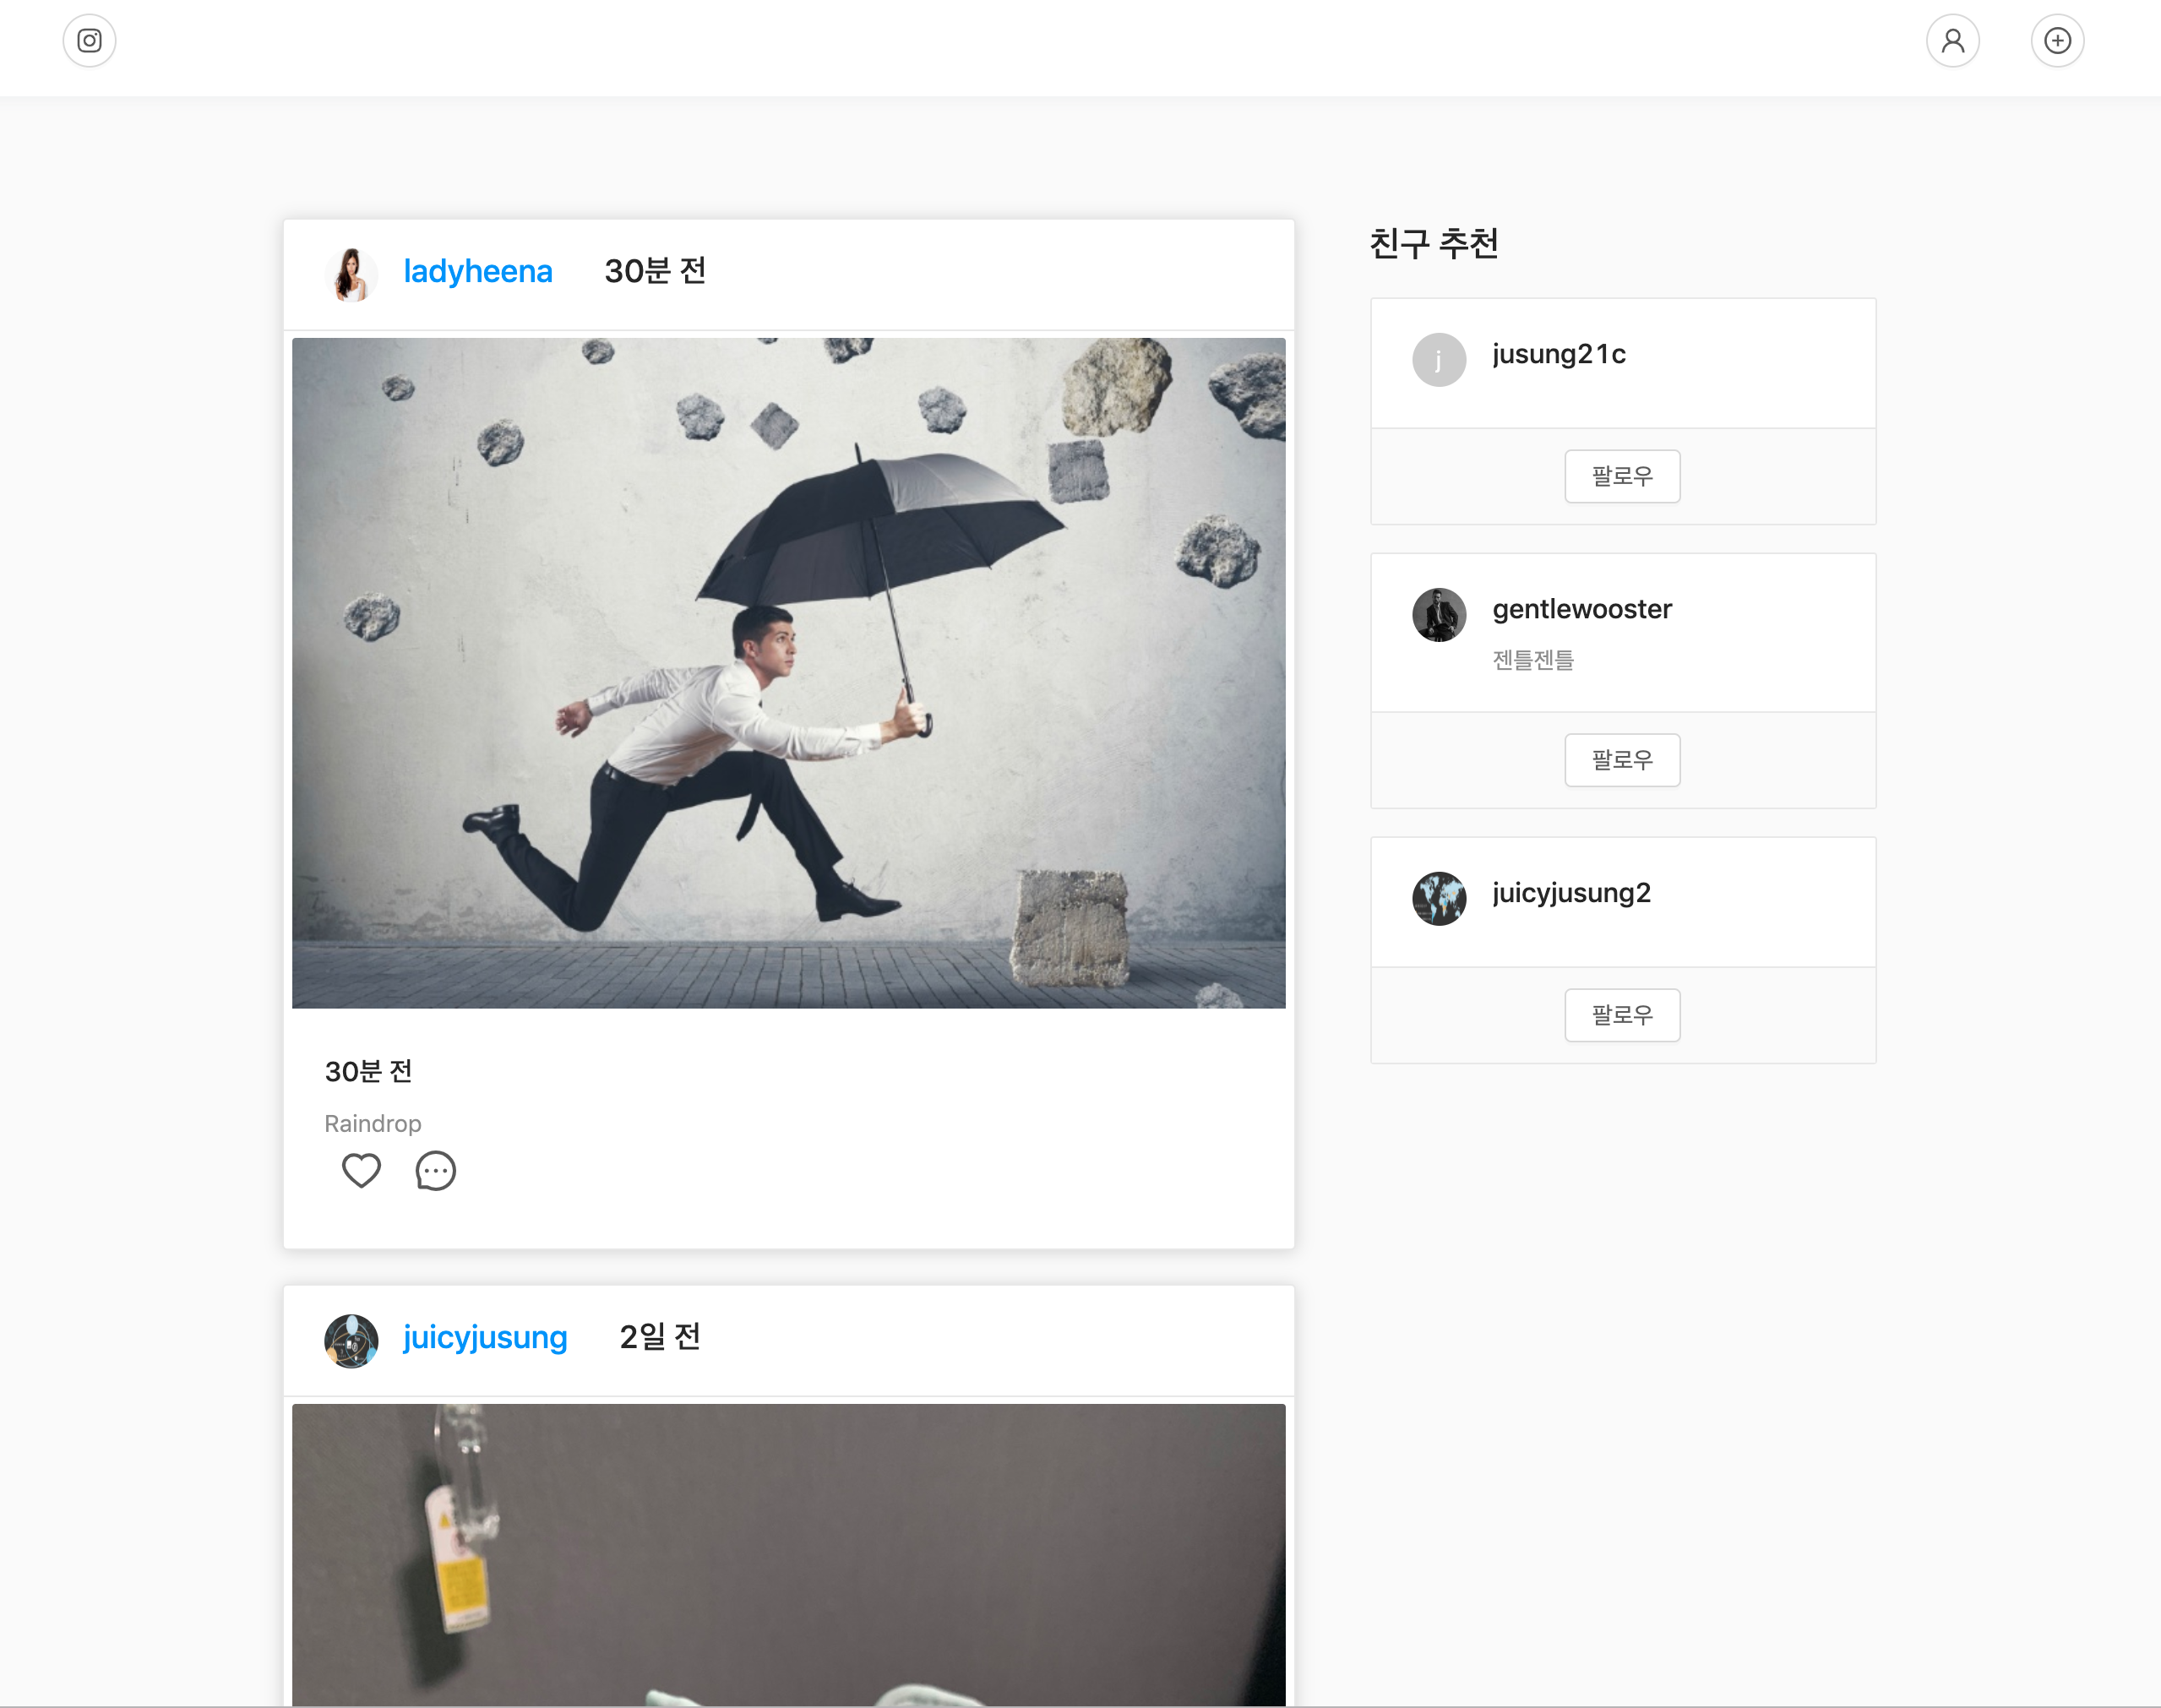 ladyheena 30분 전
30분 전
Raindrop
juicyjusung 2일 전
친구 추천
j jusung21c
팔로우
gentlewooster
젠틀젠틀
팔로우
juicyjusung2
팔로우